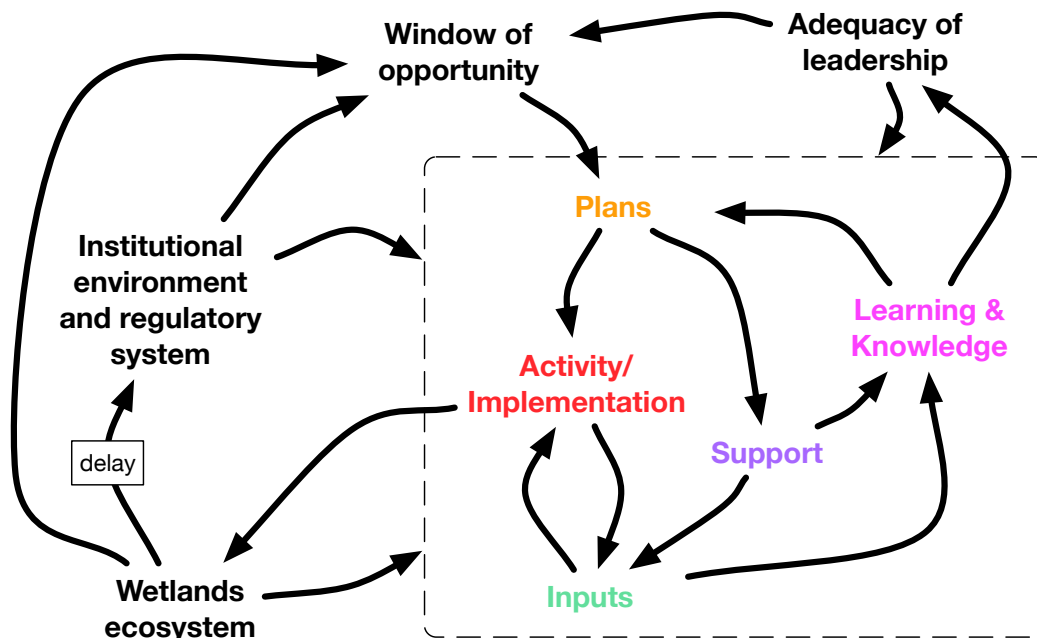 Window of
opportunity
Adequacy of
leadership
Plans
Institutional
environment
and regulatory
system
Learning &
Knowledge
Activity/
Implementation
Support
delay
Inputs
Wetlands
ecosystem